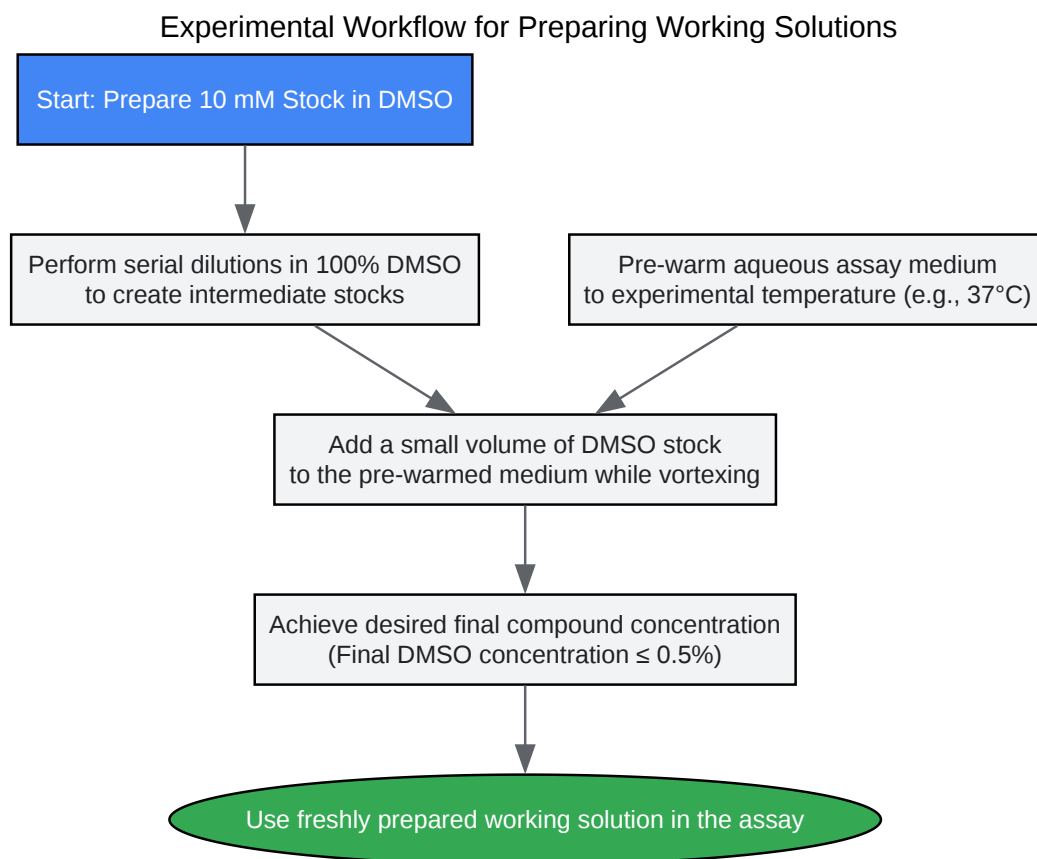 Experimental Workflow for Preparing Working Solutions
Start: Prepare 10 mM Stock in DMSO
Perform serial dilutions in 100% DMSO
to create intermediate stocks
Pre-warm aqueous assay medium
to experimental temperature (e.g., 37°C)
Add a small volume of DMSO stock
to the pre-warmed medium while vortexing
Achieve desired final compound concentration
(Final DMSO concentration ≤ 0.5%)
Use freshly prepared working solution in the assay